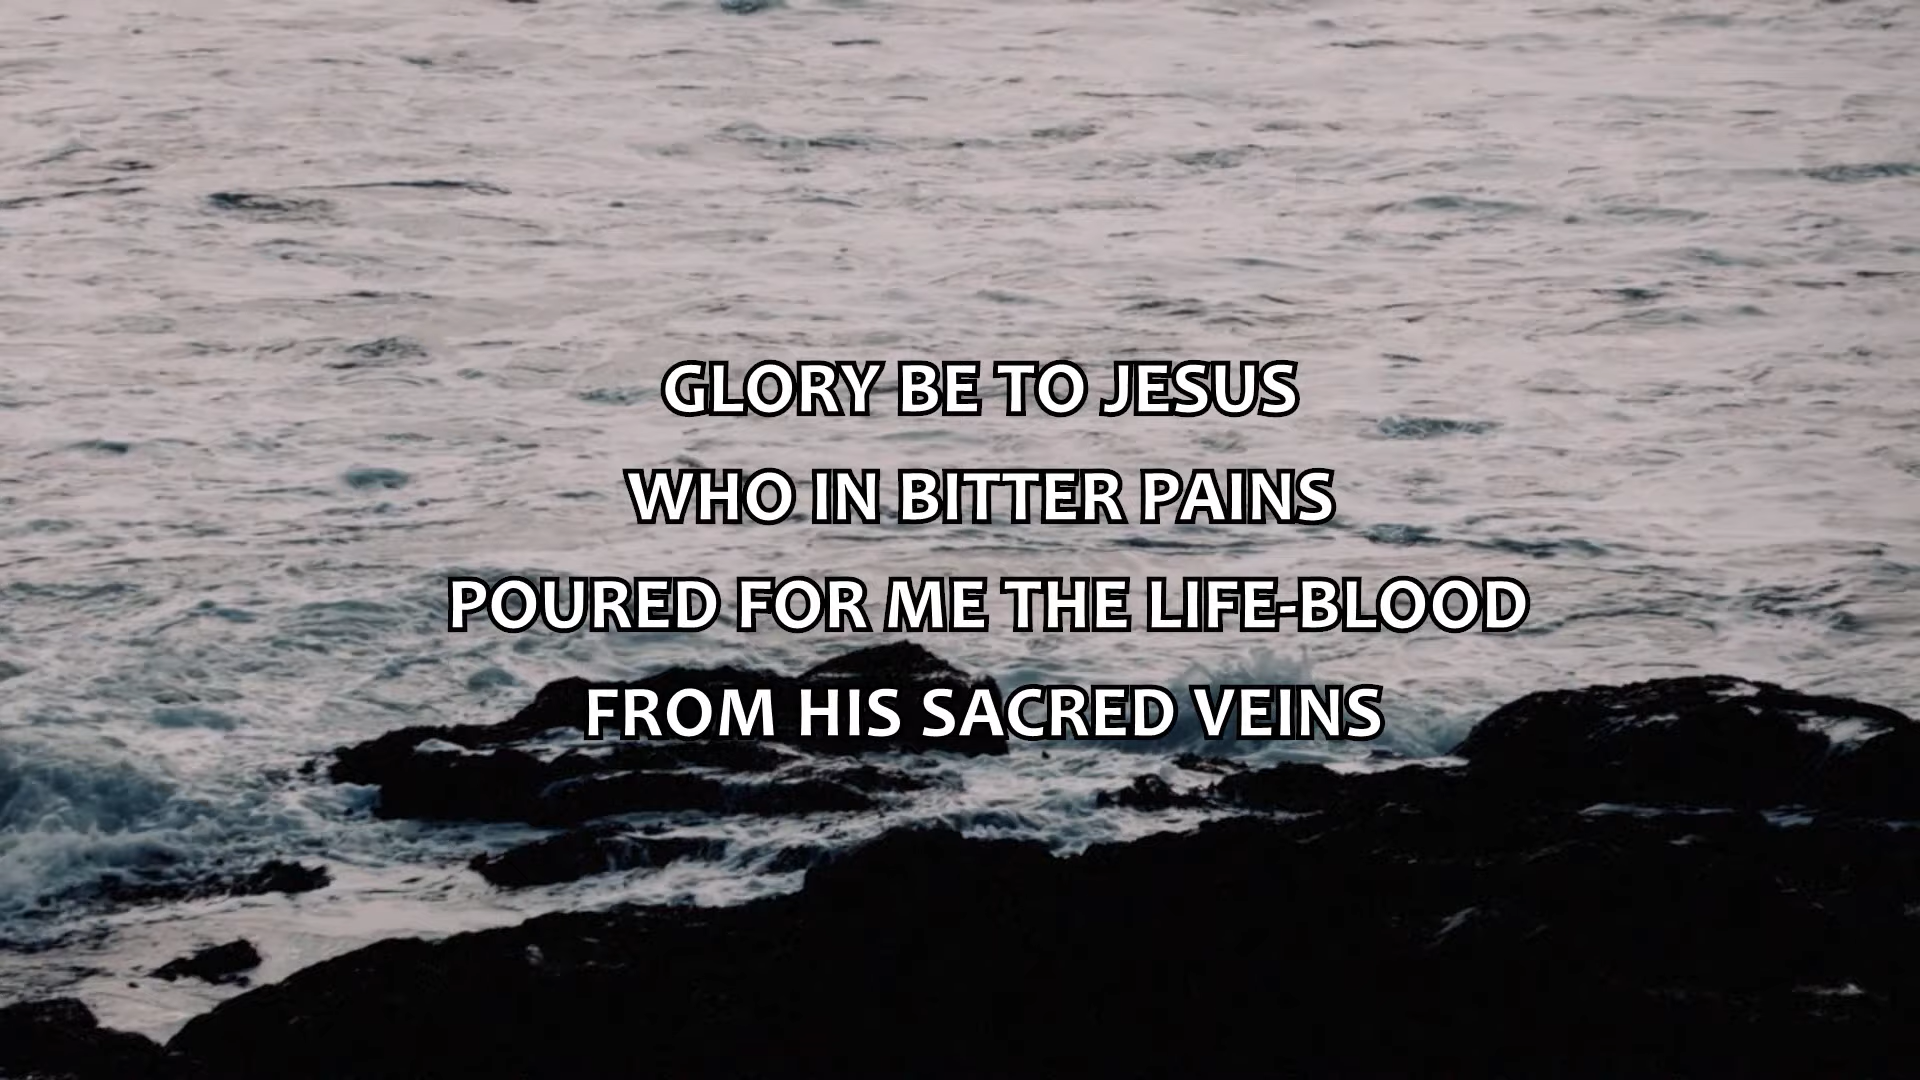 GLORY BE TO JESUS
WHO IN BITTER PAINS
POURED FOR ME THE LIFE-BLOOD
FROM HIS SACRED VEINS